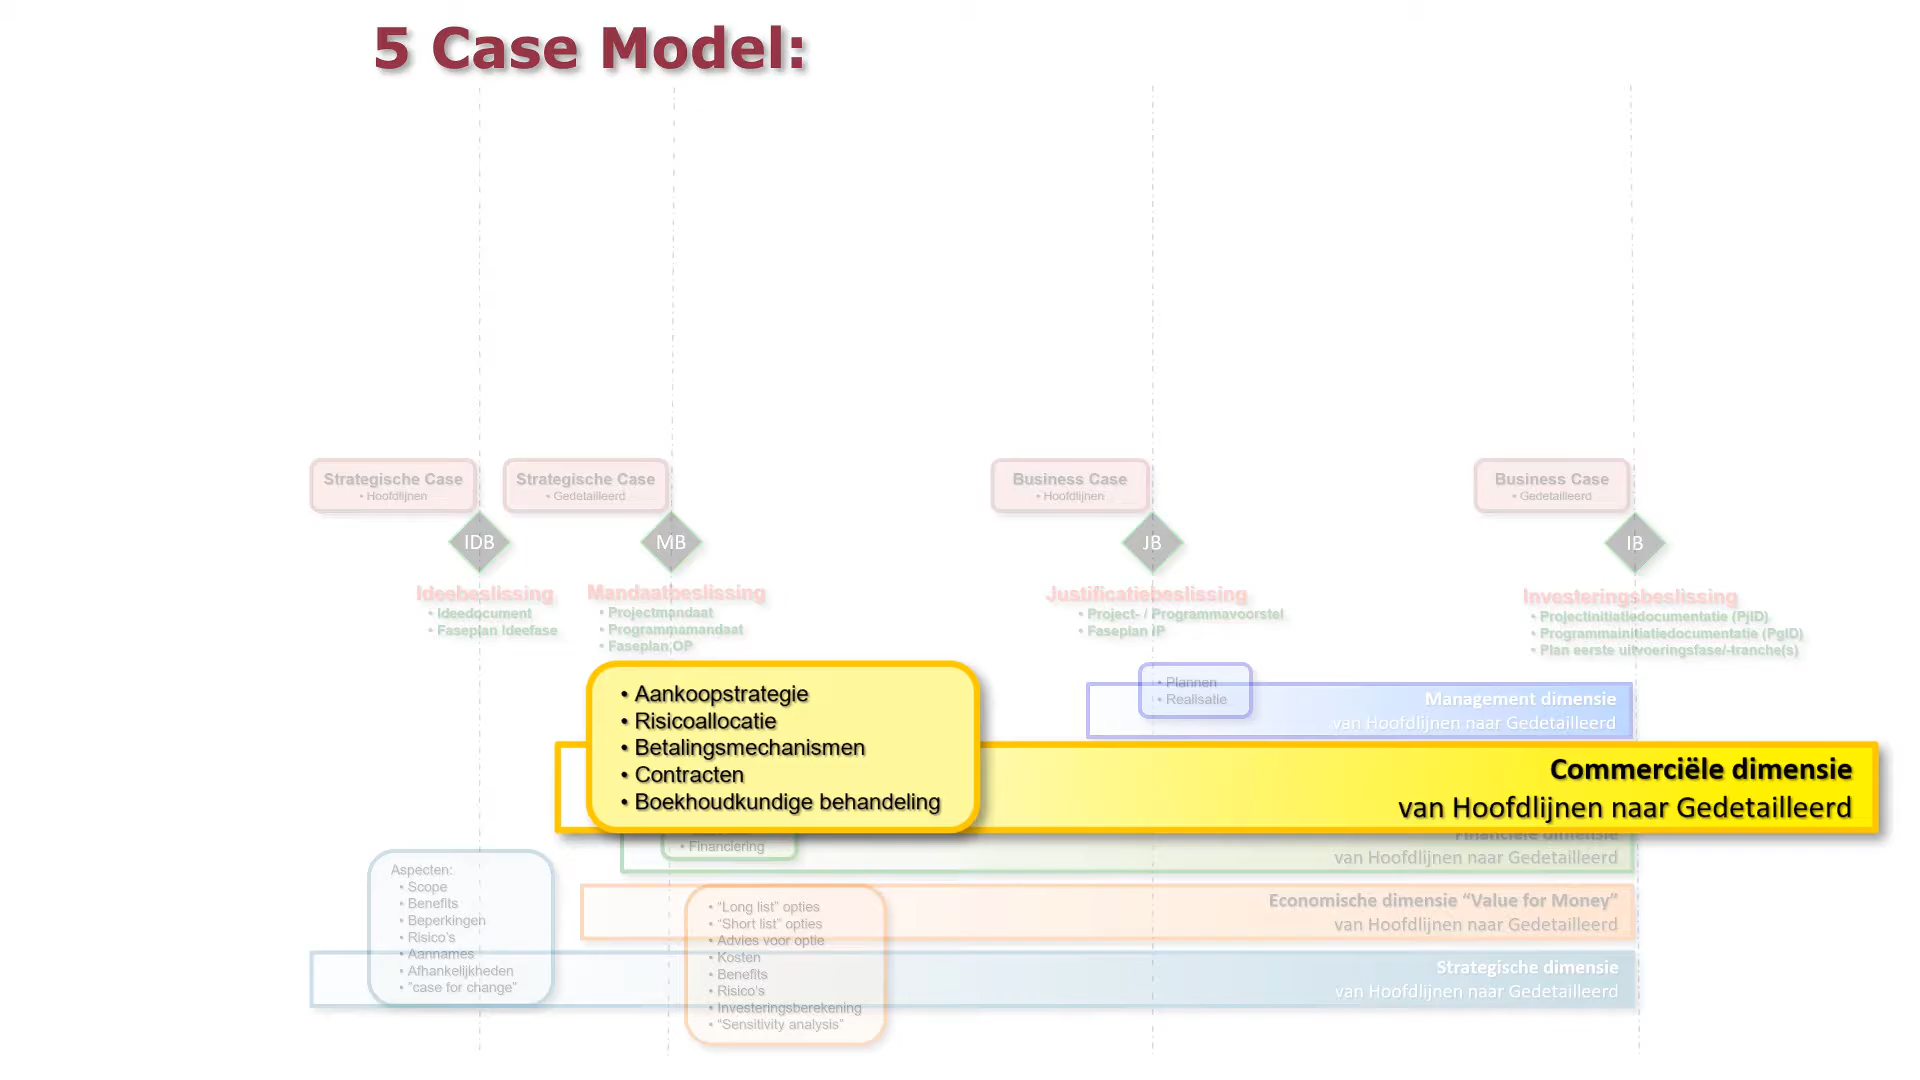 5 Case Model:
Strategische Case
• Hoofdlijnen
Strategische Case
• Gedetailleerd
Business Case
• Hoofdlijnen
Business Case
• Gedetailleerd
IDB
MB
JB
IB
Ideebeslissing
• Ideedocument
• Faseplan Ideefase
Mandaatbeslissing
• Projectmandaat
• Programmamandaat
• Faseplan OP
Justificatiebeslissing
• Project- / Programmavoorstel
• Faseplan IP
Investeringsbeslissing
• Projectinitiatiedocumentatie (PjID)
• Programmainitiatiedocumentatie (PgID)
• Plan eerste uitvoeringsfase/-tranche(s)
• Plannen
• Realisatie
Management dimensie
van Hoofdlijnen naar Gedetailleerd
• Aankoopstrategie
• Risicoallocatie
• Betalingsmechanismen
• Contracten
• Boekhoudkundige behandeling
Commerciële dimensie
van Hoofdlijnen naar Gedetailleerd
• Financiering
Financiële dimensie
van Hoofdlijnen naar Gedetailleerd
Aspecten:
• Scope
• Benefits
• Beperkingen
• Risico's
• Aannames
• Afhankelijkheden
• "case for change"
• "Long list" opties
• "Short list" opties
• Advies voor optie
• Kosten
• Benefits
• Risico's
• Investeringsberekening
• "Sensitivity analysis"
Economische dimensie “Value for Money”
van Hoofdlijnen naar Gedetailleerd
Strategische dimensie
van Hoofdlijnen naar Gedetailleerd